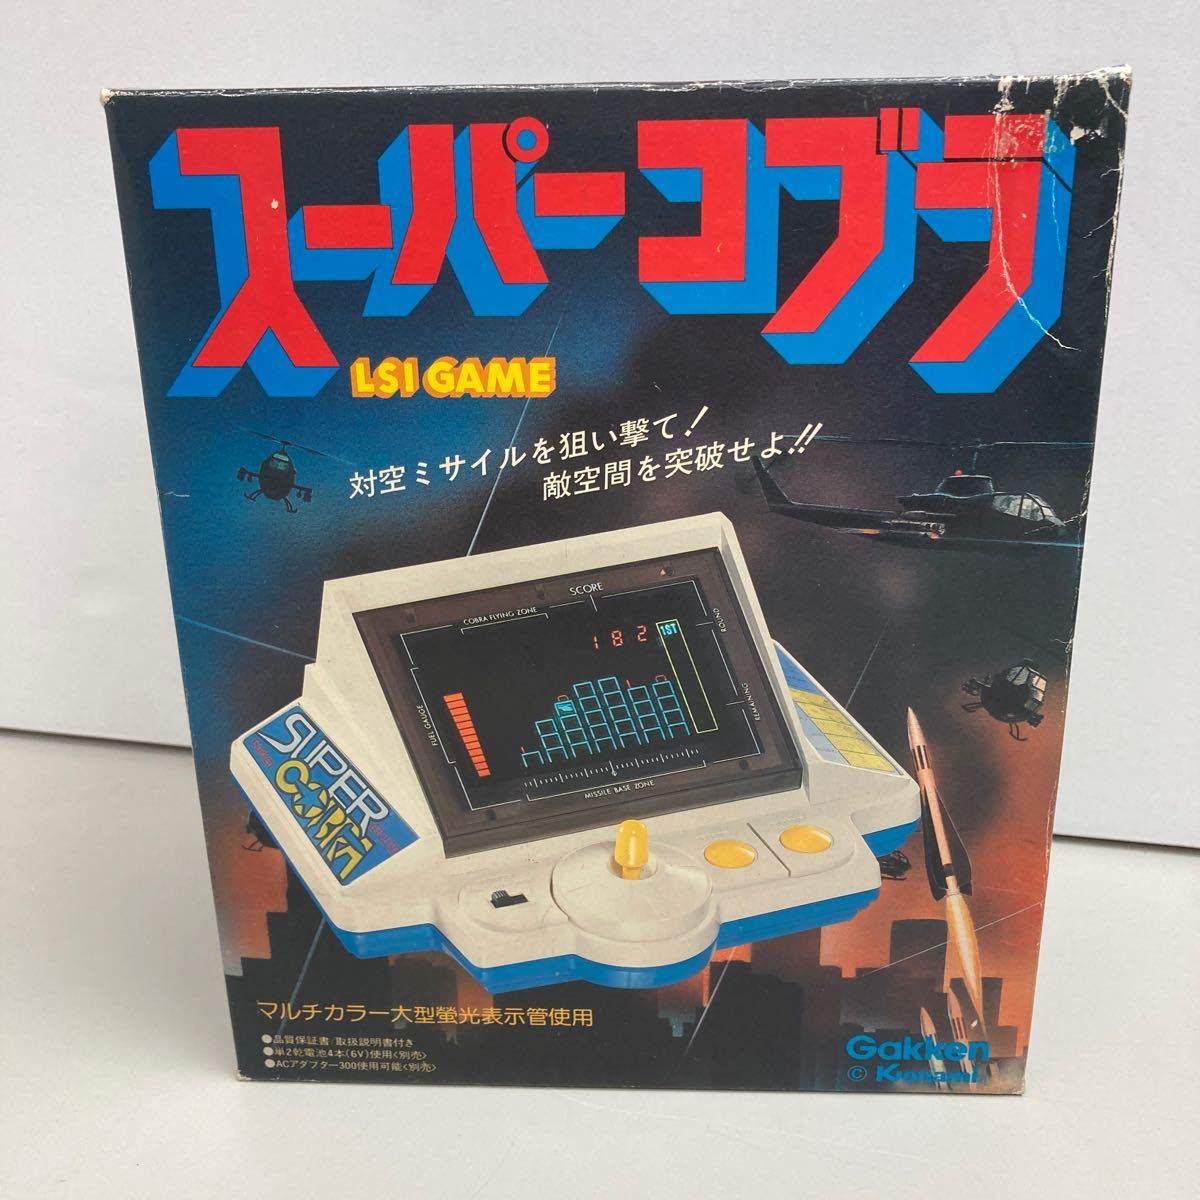 スーパーコブラ
LSI GAME
対空ミサイルを狙い撃て!
敵空間を突破せよ!!
SCORE
COBRA FLYING ZONE
182
1ST
ROUND
FUEL GAUGE
REMAINING
MISSILE BASE ZONE
SUPER
COBRA
マルチカラー大型螢光表示管使用
●品質保証書/取扱説明書付き
●単2乾電池4本(6V)使用〈別売〉
●ACアダプター300使用可能〈別売〉
Gakken
© Konami